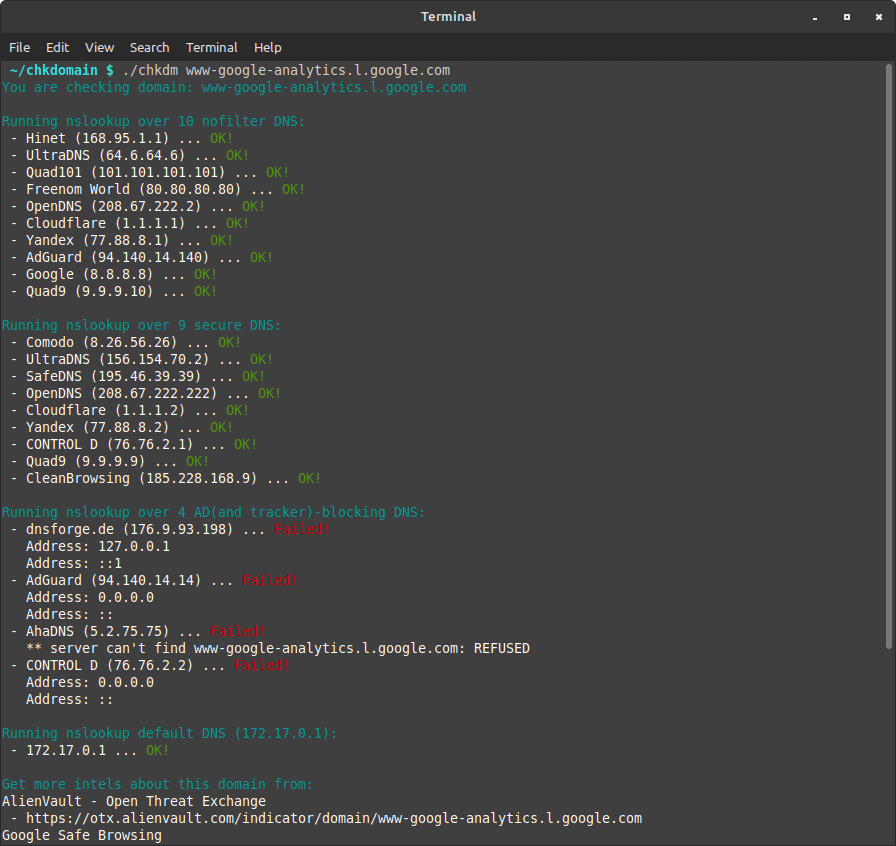 Terminal
File Edit View Search Terminal Help
~/chkdomain $ ./chkdm www-google-analytics.l.google.com
You are checking domain: www-google-analytics.l.google.com
Running nslookup over 10 nofilter DNS:
- Hinet (168.95.1.1) ... OK!
- UltraDNS (64.6.64.6) ... OK!
- Quad101 (101.101.101.101) ... OK!
- Freenom World (80.80.80.80) ... OK!
- OpenDNS (208.67.222.2) ... OK!
- Cloudflare (1.1.1.1) ... OK!
- Yandex (77.88.8.1) ... OK!
- AdGuard (94.140.14.140) ... OK!
- Google (8.8.8.8) ... OK!
- Quad9 (9.9.9.10) ... OK!
Running nslookup over 9 secure DNS:
- Comodo (8.26.56.26) ... OK!
- UltraDNS (156.154.70.2) ... OK!
- SafeDNS (195.46.39.39) ... OK!
- OpenDNS (208.67.222.222) ... OK!
- Cloudflare (1.1.1.2) ... OK!
- Yandex (77.88.8.2) ... OK!
- CONTROL D (76.76.2.1) ... OK!
- Quad9 (9.9.9.9) ... OK!
- CleanBrowsing (185.228.168.9) ... OK!
Running nslookup over 4 AD(and tracker)-blocking DNS:
- dnsforge.de (176.9.93.198) ... Failed!
Address: 127.0.0.1
Address: ::1
- AdGuard (94.140.14.14) ... Failed!
Address: 0.0.0.0
Address: ::
- AhaDNS (5.2.75.75) ... Failed!
** server can't find www-google-analytics.l.google.com: REFUSED
- CONTROL D (76.76.2.2) ... Failed!
Address: 0.0.0.0
Address: ::
Running nslookup default DNS (172.17.0.1):
- 172.17.0.1 ... OK!
Get more intels about this domain from:
AlienVault - Open Threat Exchange
- https://otx.alienvault.com/indicator/domain/www-google-analytics.l.google.com
Google Safe Browsing